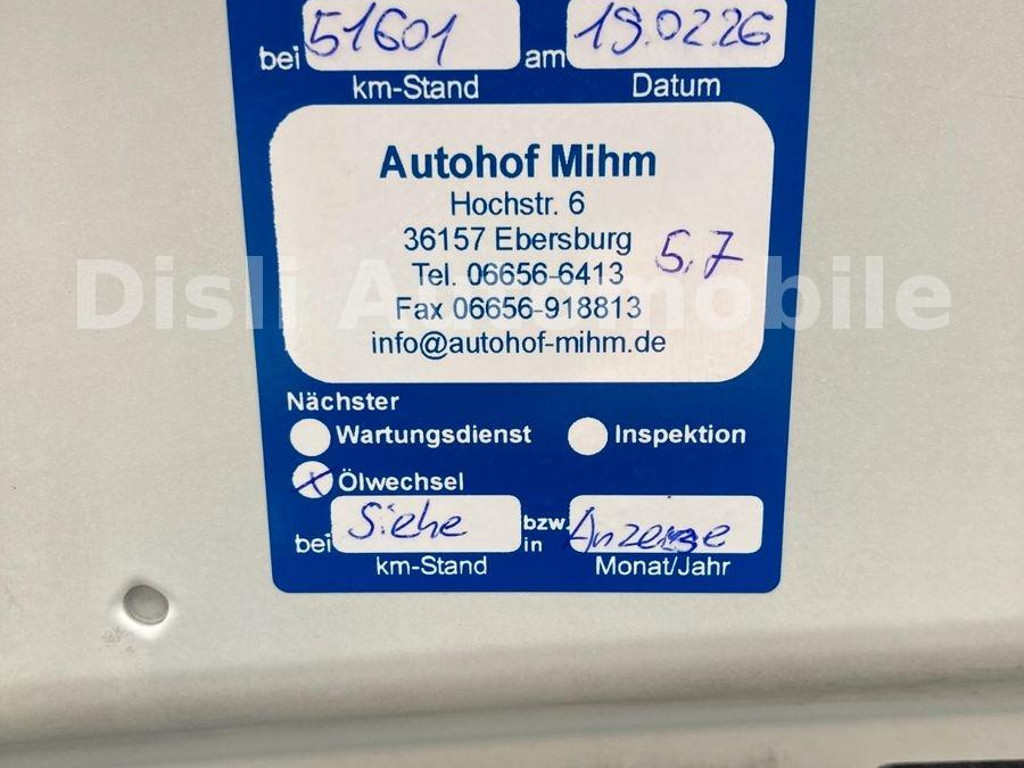 bei 51601 am 19.02.26
km-Stand Datum
Autohof Mihm
Hochstr. 6
36157 Ebersburg
5,7
Tel. 06656-6413
Disli Automobile
Fax 06656-918813
info@autohof-mihm.de
Nächster
Wartungsdienst Inspektion
x Ölwechsel
bei Siehe bzw. in Anzeige
km-Stand Monat/Jahr